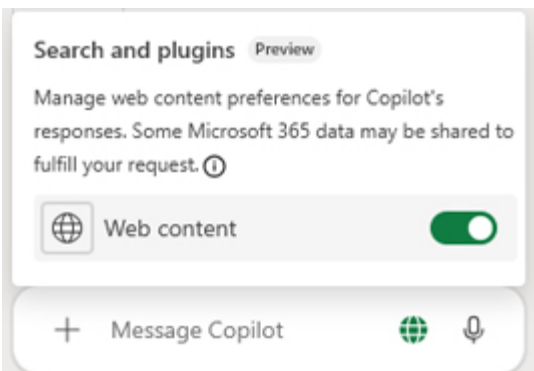 Search and plugins Preview
Manage web content preferences for Copilot's
responses. Some Microsoft 365 data may be shared to
fulfill your request.
Web content
Message Copilot